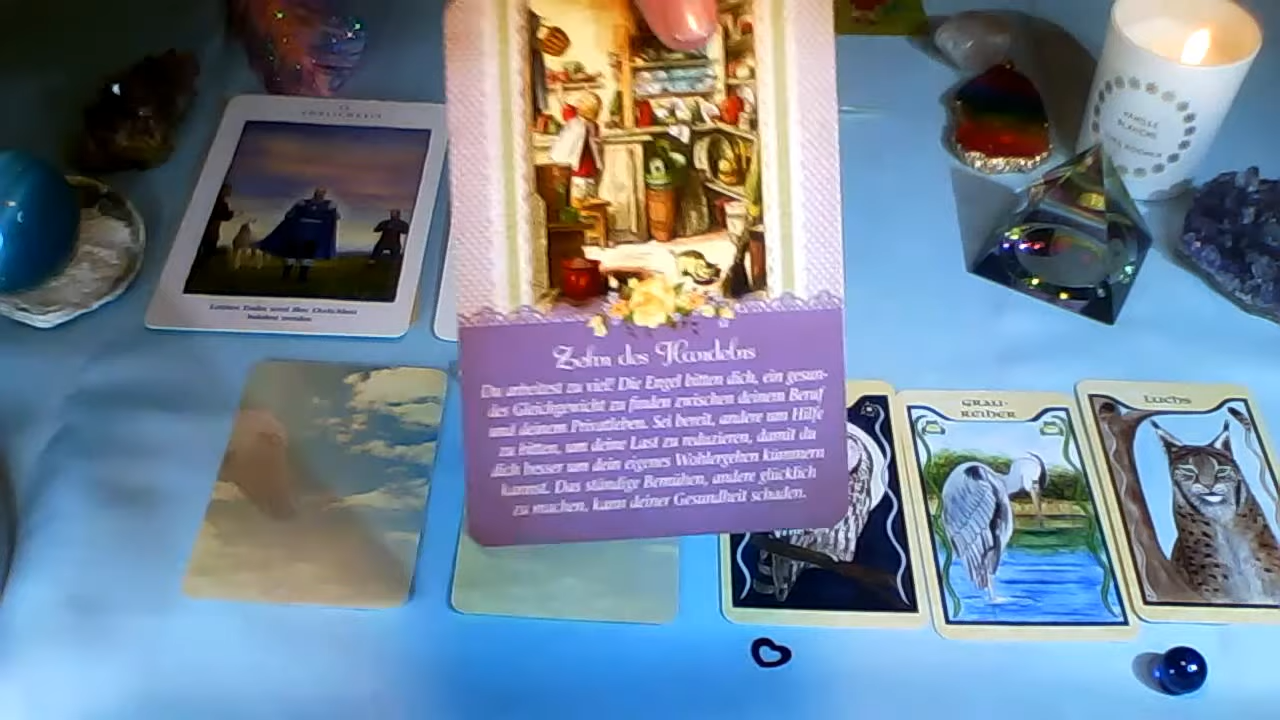 EHRLICHKEIT
Zehn des Handelns
Du arbeitest zu viel! Die Engel bitten dich, ein gesun-
des Gleichgewicht zu finden zwischen deinem Beruf
und deinem Privatleben. Sei bereit, andere um Hilfe
zu bitten, um deine Last zu reduzieren, damit du
dich besser um dein eigenes Wohlergehen kümmern
kannst. Das ständige Bemühen, andere glücklich
zu machen, kann deiner Gesundheit schaden.
GRAU-
REIHER
LUCHS
VANILLE
BLANCHE